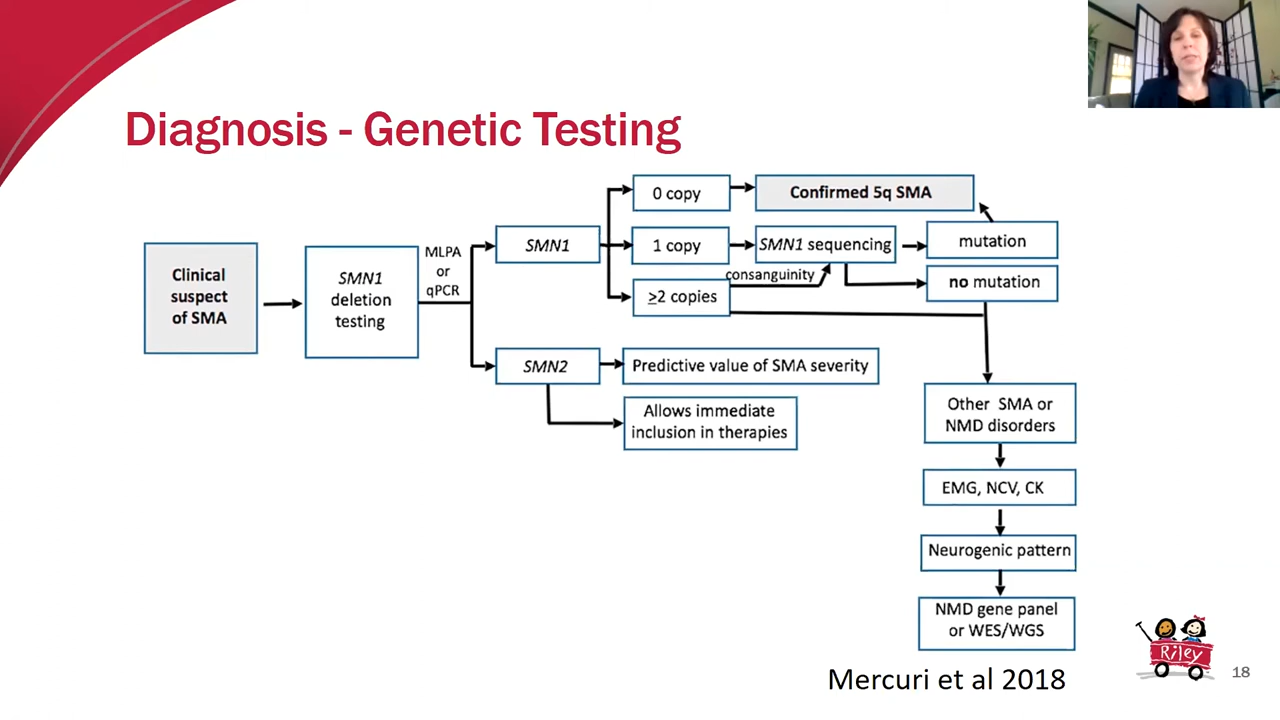 Diagnosis - Genetic Testing
Clinical
suspect
of SMA
SMN1
deletion
testing
MLPA
or
qPCR
SMN1
0 copy
Confirmed 5q SMA
1 copy
SMN1 sequencing
mutation
consanguinity
≥2 copies
no mutation
SMN2
Predictive value of SMA severity
Allows immediate
inclusion in therapies
Other SMA or
NMD disorders
EMG, NCV, CK
Neurogenic pattern
NMD gene panel
or WES/WGS
Mercuri et al 2018
Riley
18